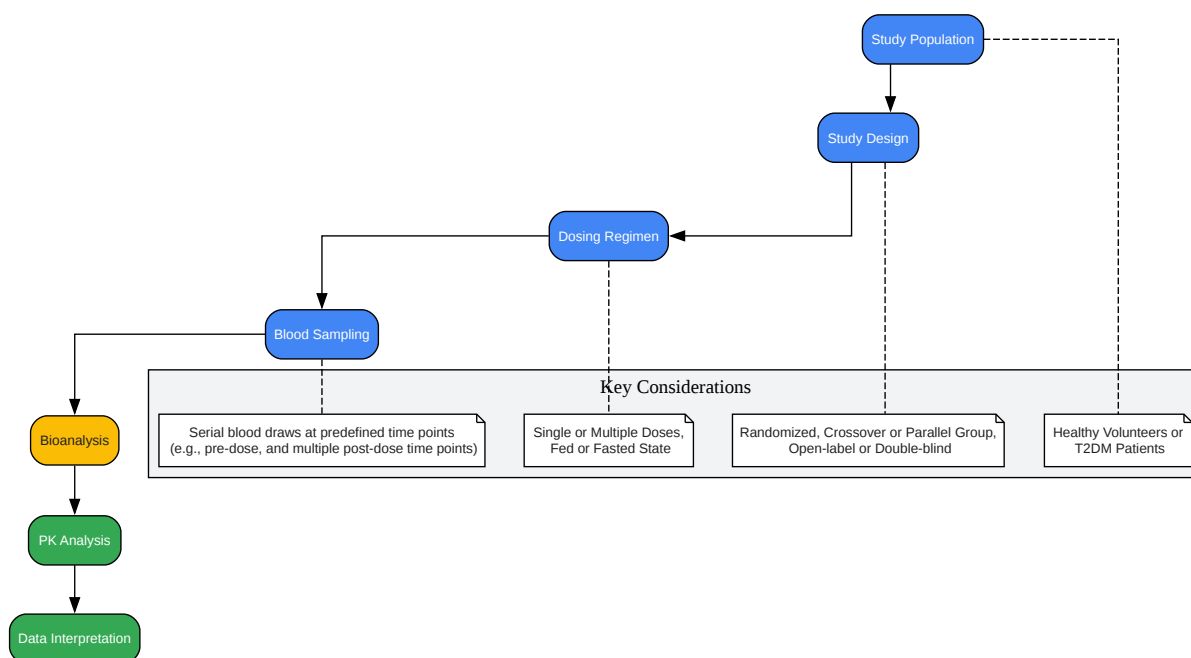 Study Population
Study Design
Dosing Regimen
Blood Sampling
Key Considerations
Serial blood draws at predefined time points
(e.g., pre-dose, and multiple post-dose time points)
Single or Multiple Doses,
Fed or Fasted State
Randomized, Crossover or Parallel Group,
Open-label or Double-blind
Healthy Volunteers or
T2DM Patients
Bioanalysis
PK Analysis
Data Interpretation